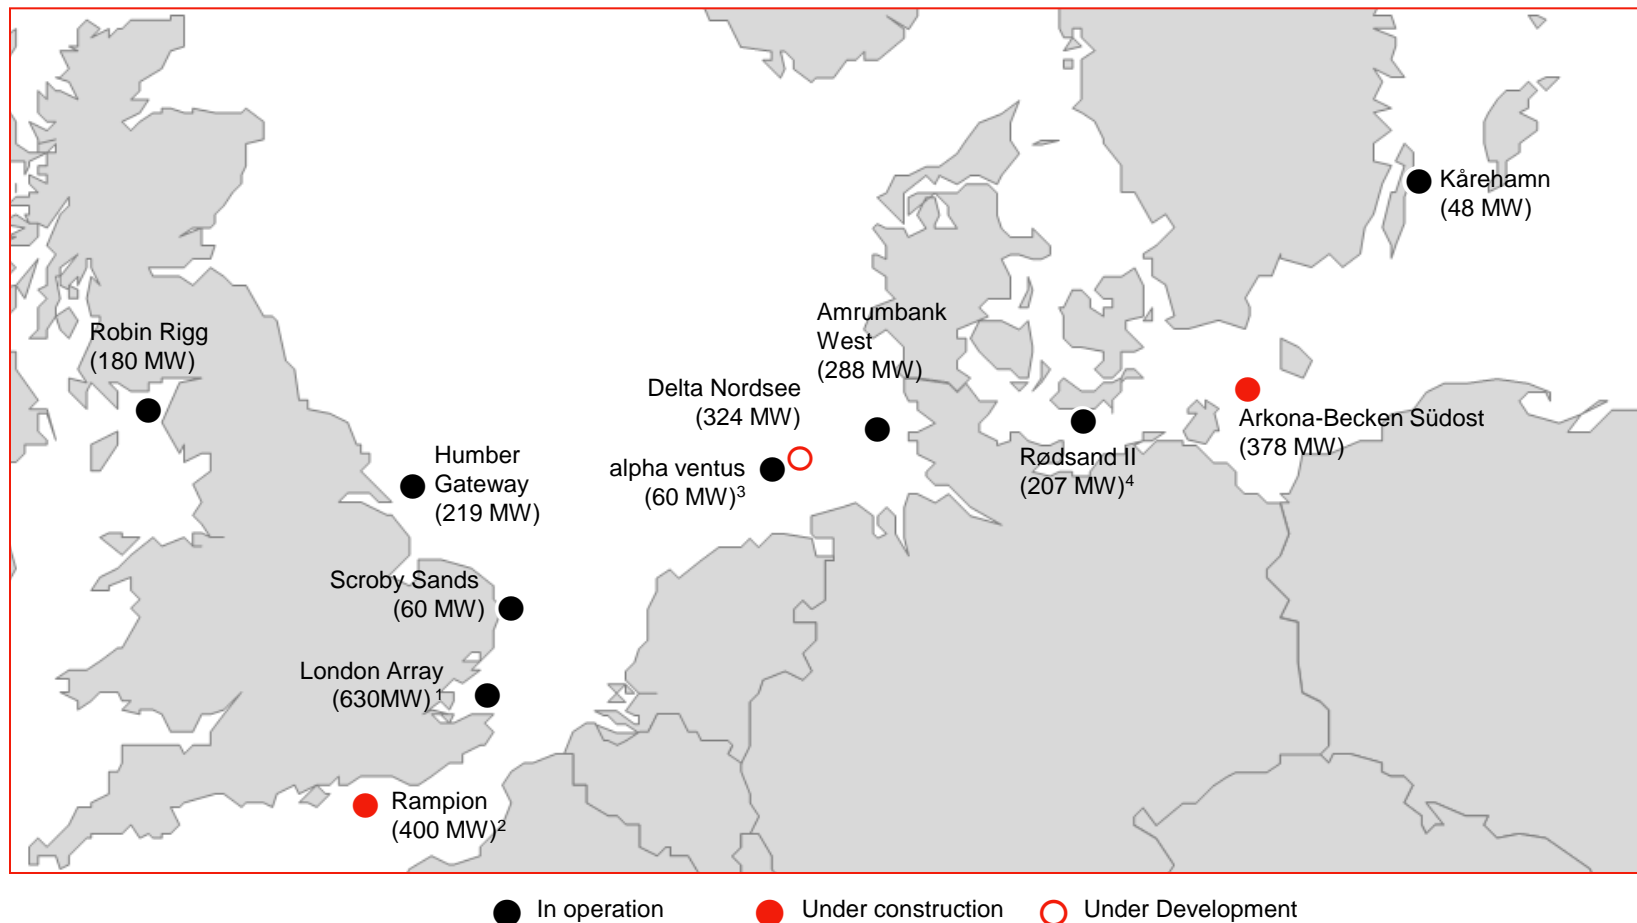 Kårehamn
(48 MW)
Amrumbank
West
(288 MW)
Robin Rigg
(180 MW)
Delta Nordsee
(324 MW)
Arkona-Becken Südost
(378 MW)
Humber
Gateway
(219 MW)
alpha ventus
(60 MW)³
Rødsand II
(207 MW)⁴
Scroby Sands
(60 MW)
London Array
(630MW)¹
Rampion
(400 MW)²
In operation
Under construction
Under Development